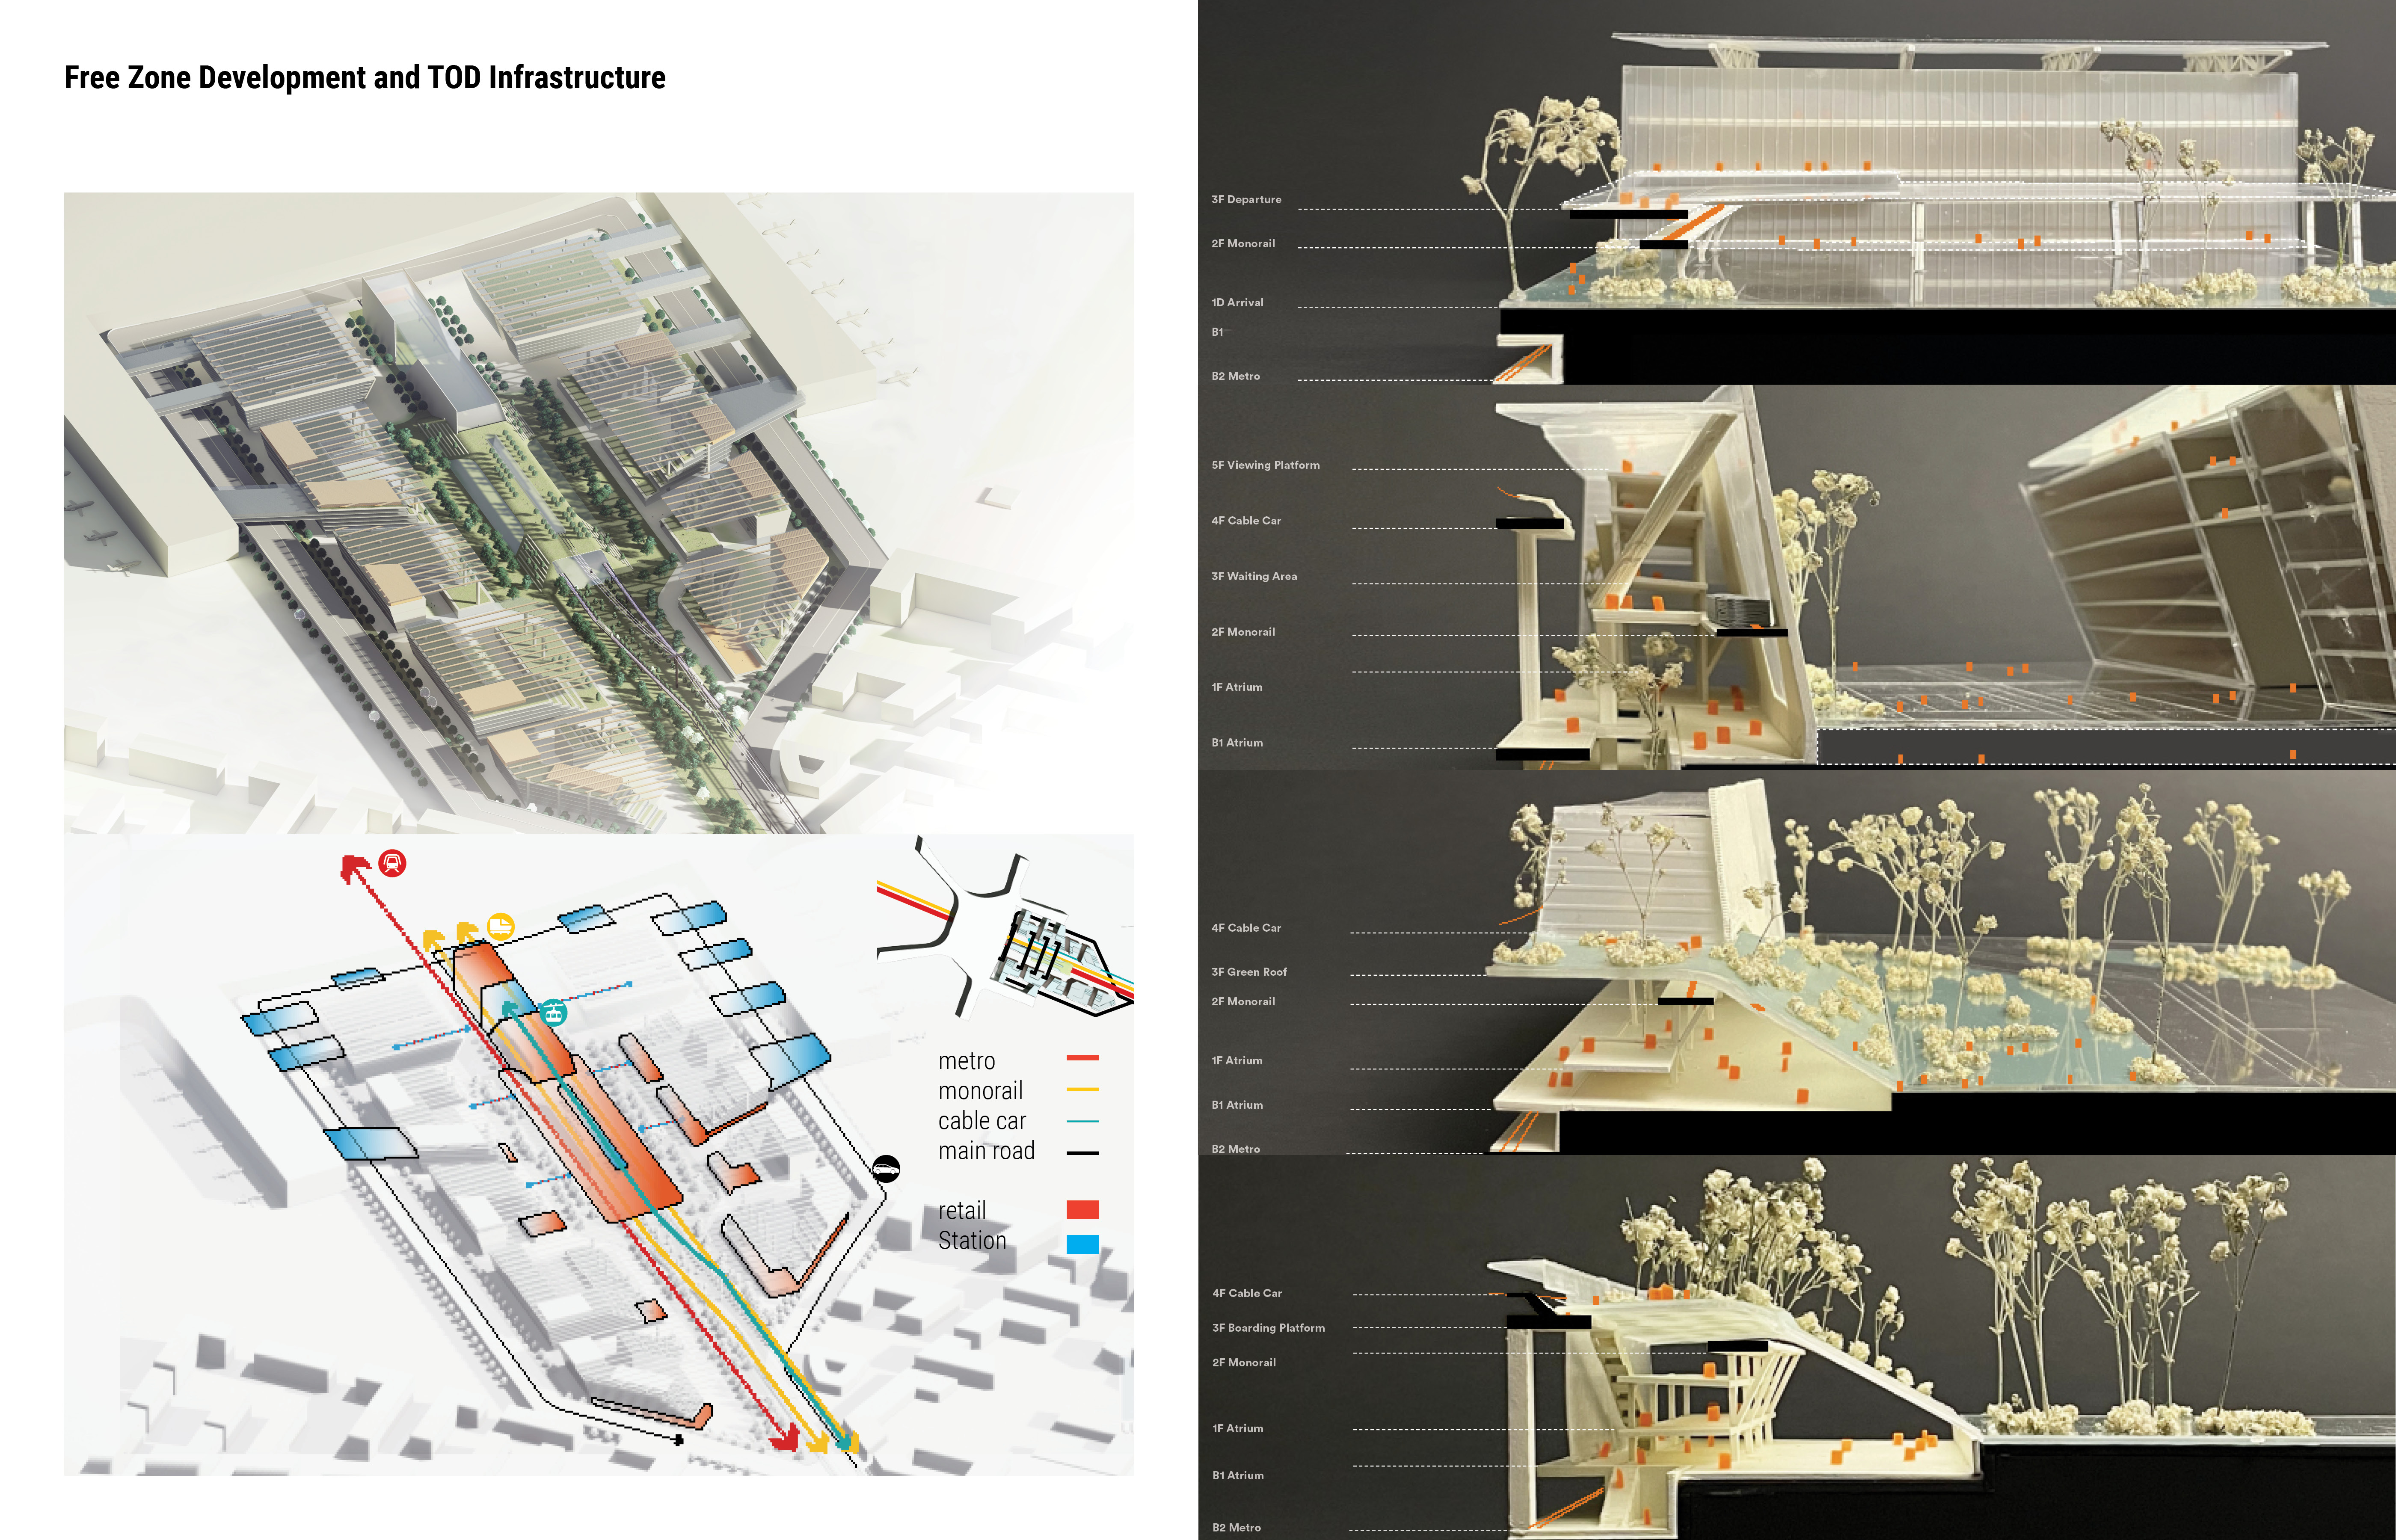 Free Zone Development and TOD Infrastructure
metro
monorail
cable car
main road
retail
Station
3F Departure
2F Monorail
1D Arrival
B1
B2 Metro
5F Viewing Platform
4F Cable Car
3F Waiting Area
2F Monorail
1F Atrium
B1 Atrium
4F Cable Car
3F Green Roof
2F Monorail
1F Atrium
B1 Atrium
B2 Metro
4F Cable Car
3F Boarding Platform
2F Monorail
1F Atrium
B1 Atrium
B2 Metro